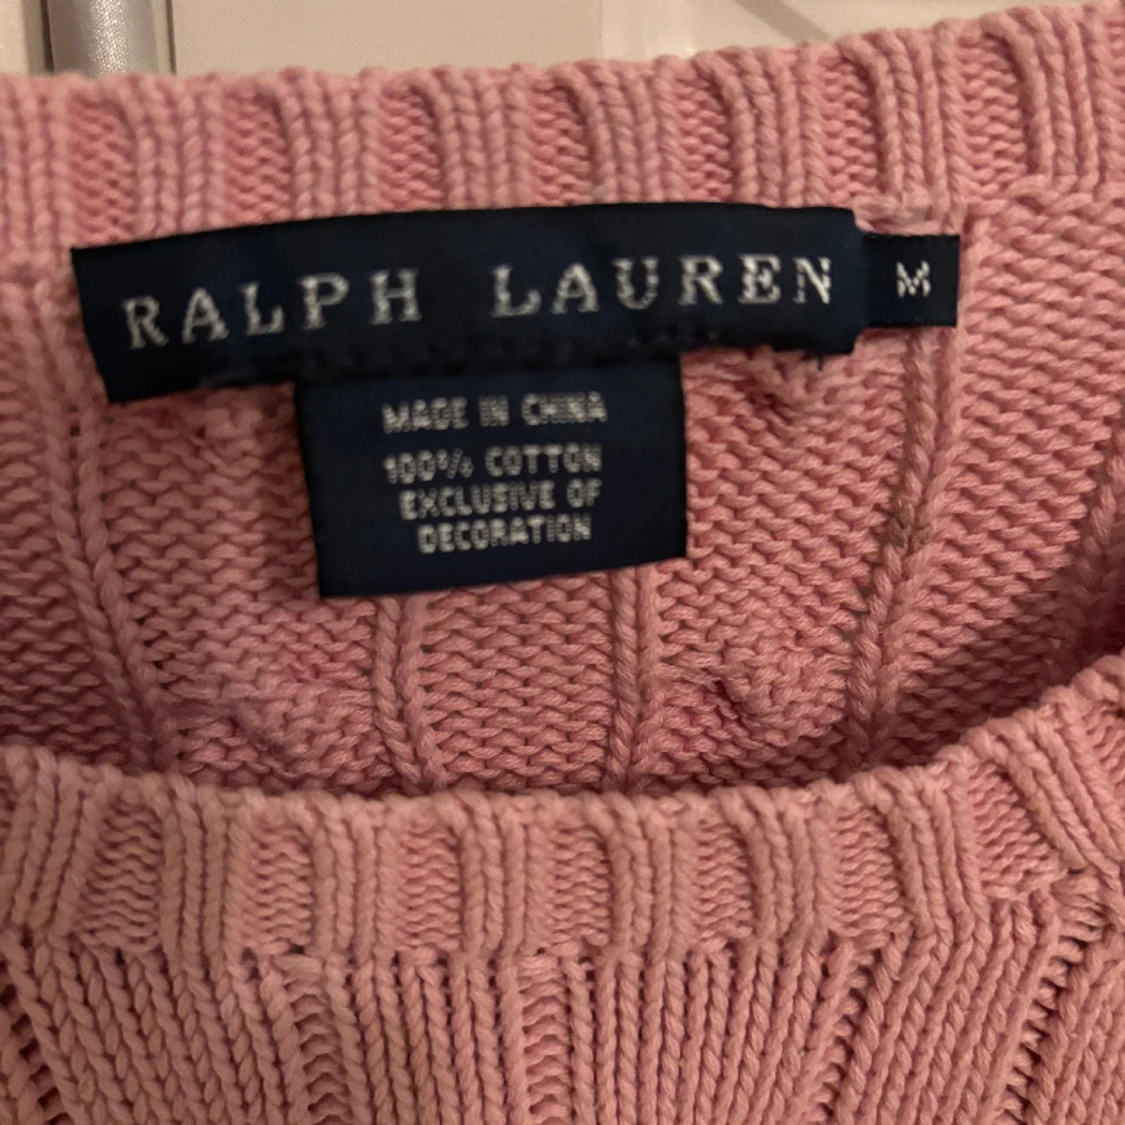 RALPH LAUREN
M
MADE IN CHINA
100% COTTON
EXCLUSIVE OF
DECORATION